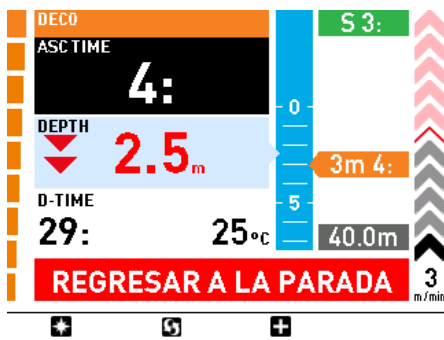 DECO
S 3:
ASC TIME
4:
0
DEPTH
2.5m
3m 4:
D-TIME
5
29:
25°C
40.0m
REGRESAR A LA PARADA
3
m/min